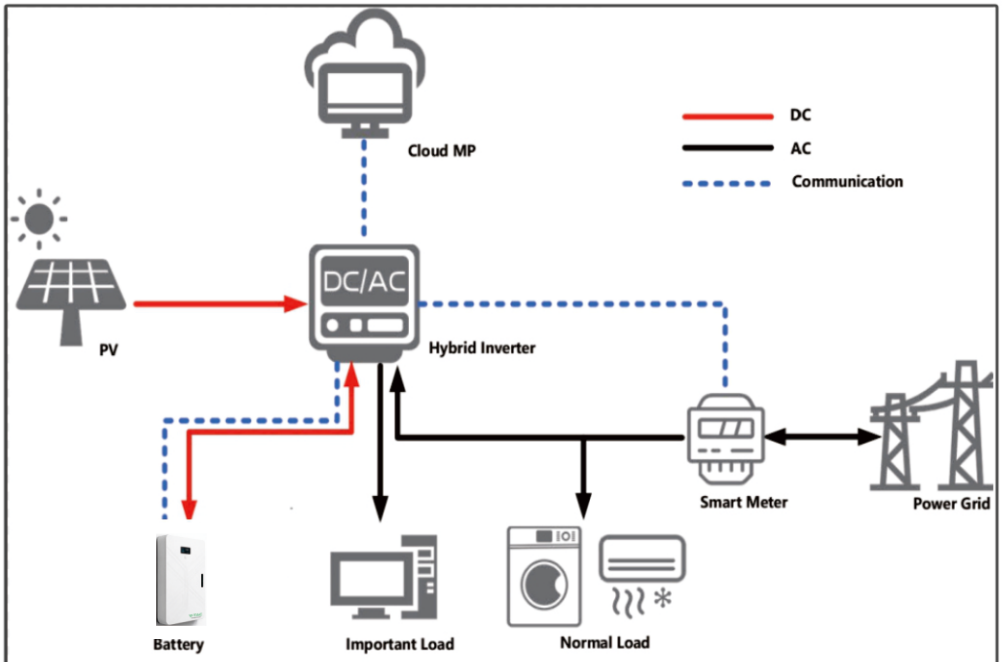 Cloud MP
DC
AC
Communication
DC/AC
PV
Hybrid Inverter
Smart Meter
Power Grid
Battery
Important Load
Normal Load